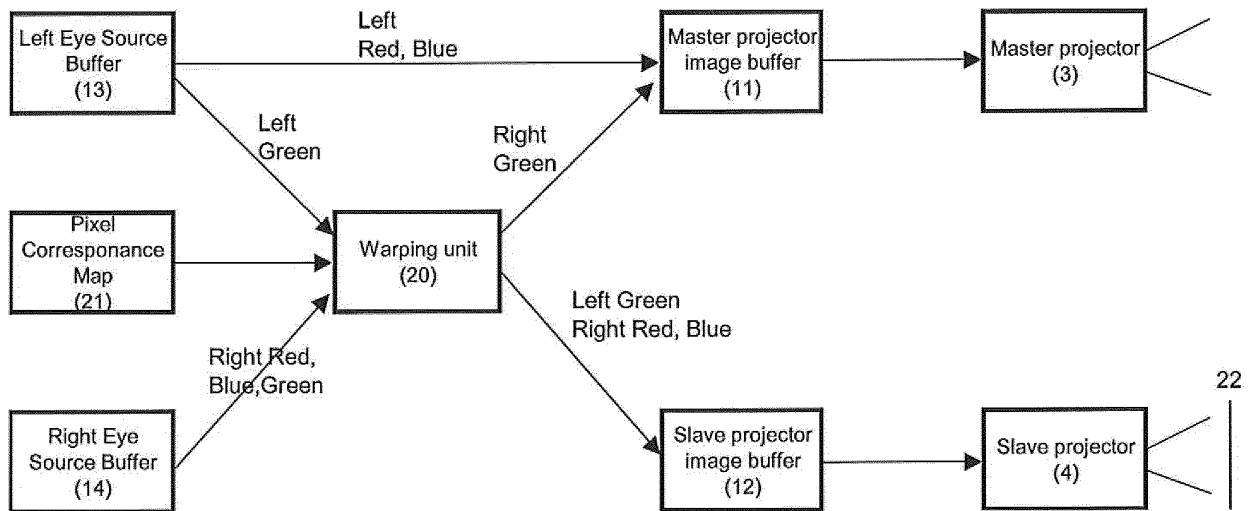 Left Eye Source
Buffer
(13)
Left
Red, Blue
Master projector
image buffer
(11)
Master projector
(3)
Left
Green
Right
Green
Pixel
Corresponance
Map
(21)
Warping unit
(20)
Left Green
Right Red, Blue
Right Red,
Blue,Green
22
Right Eye
Source Buffer
(14)
Slave projector
image buffer
(12)
Slave projector
(4)